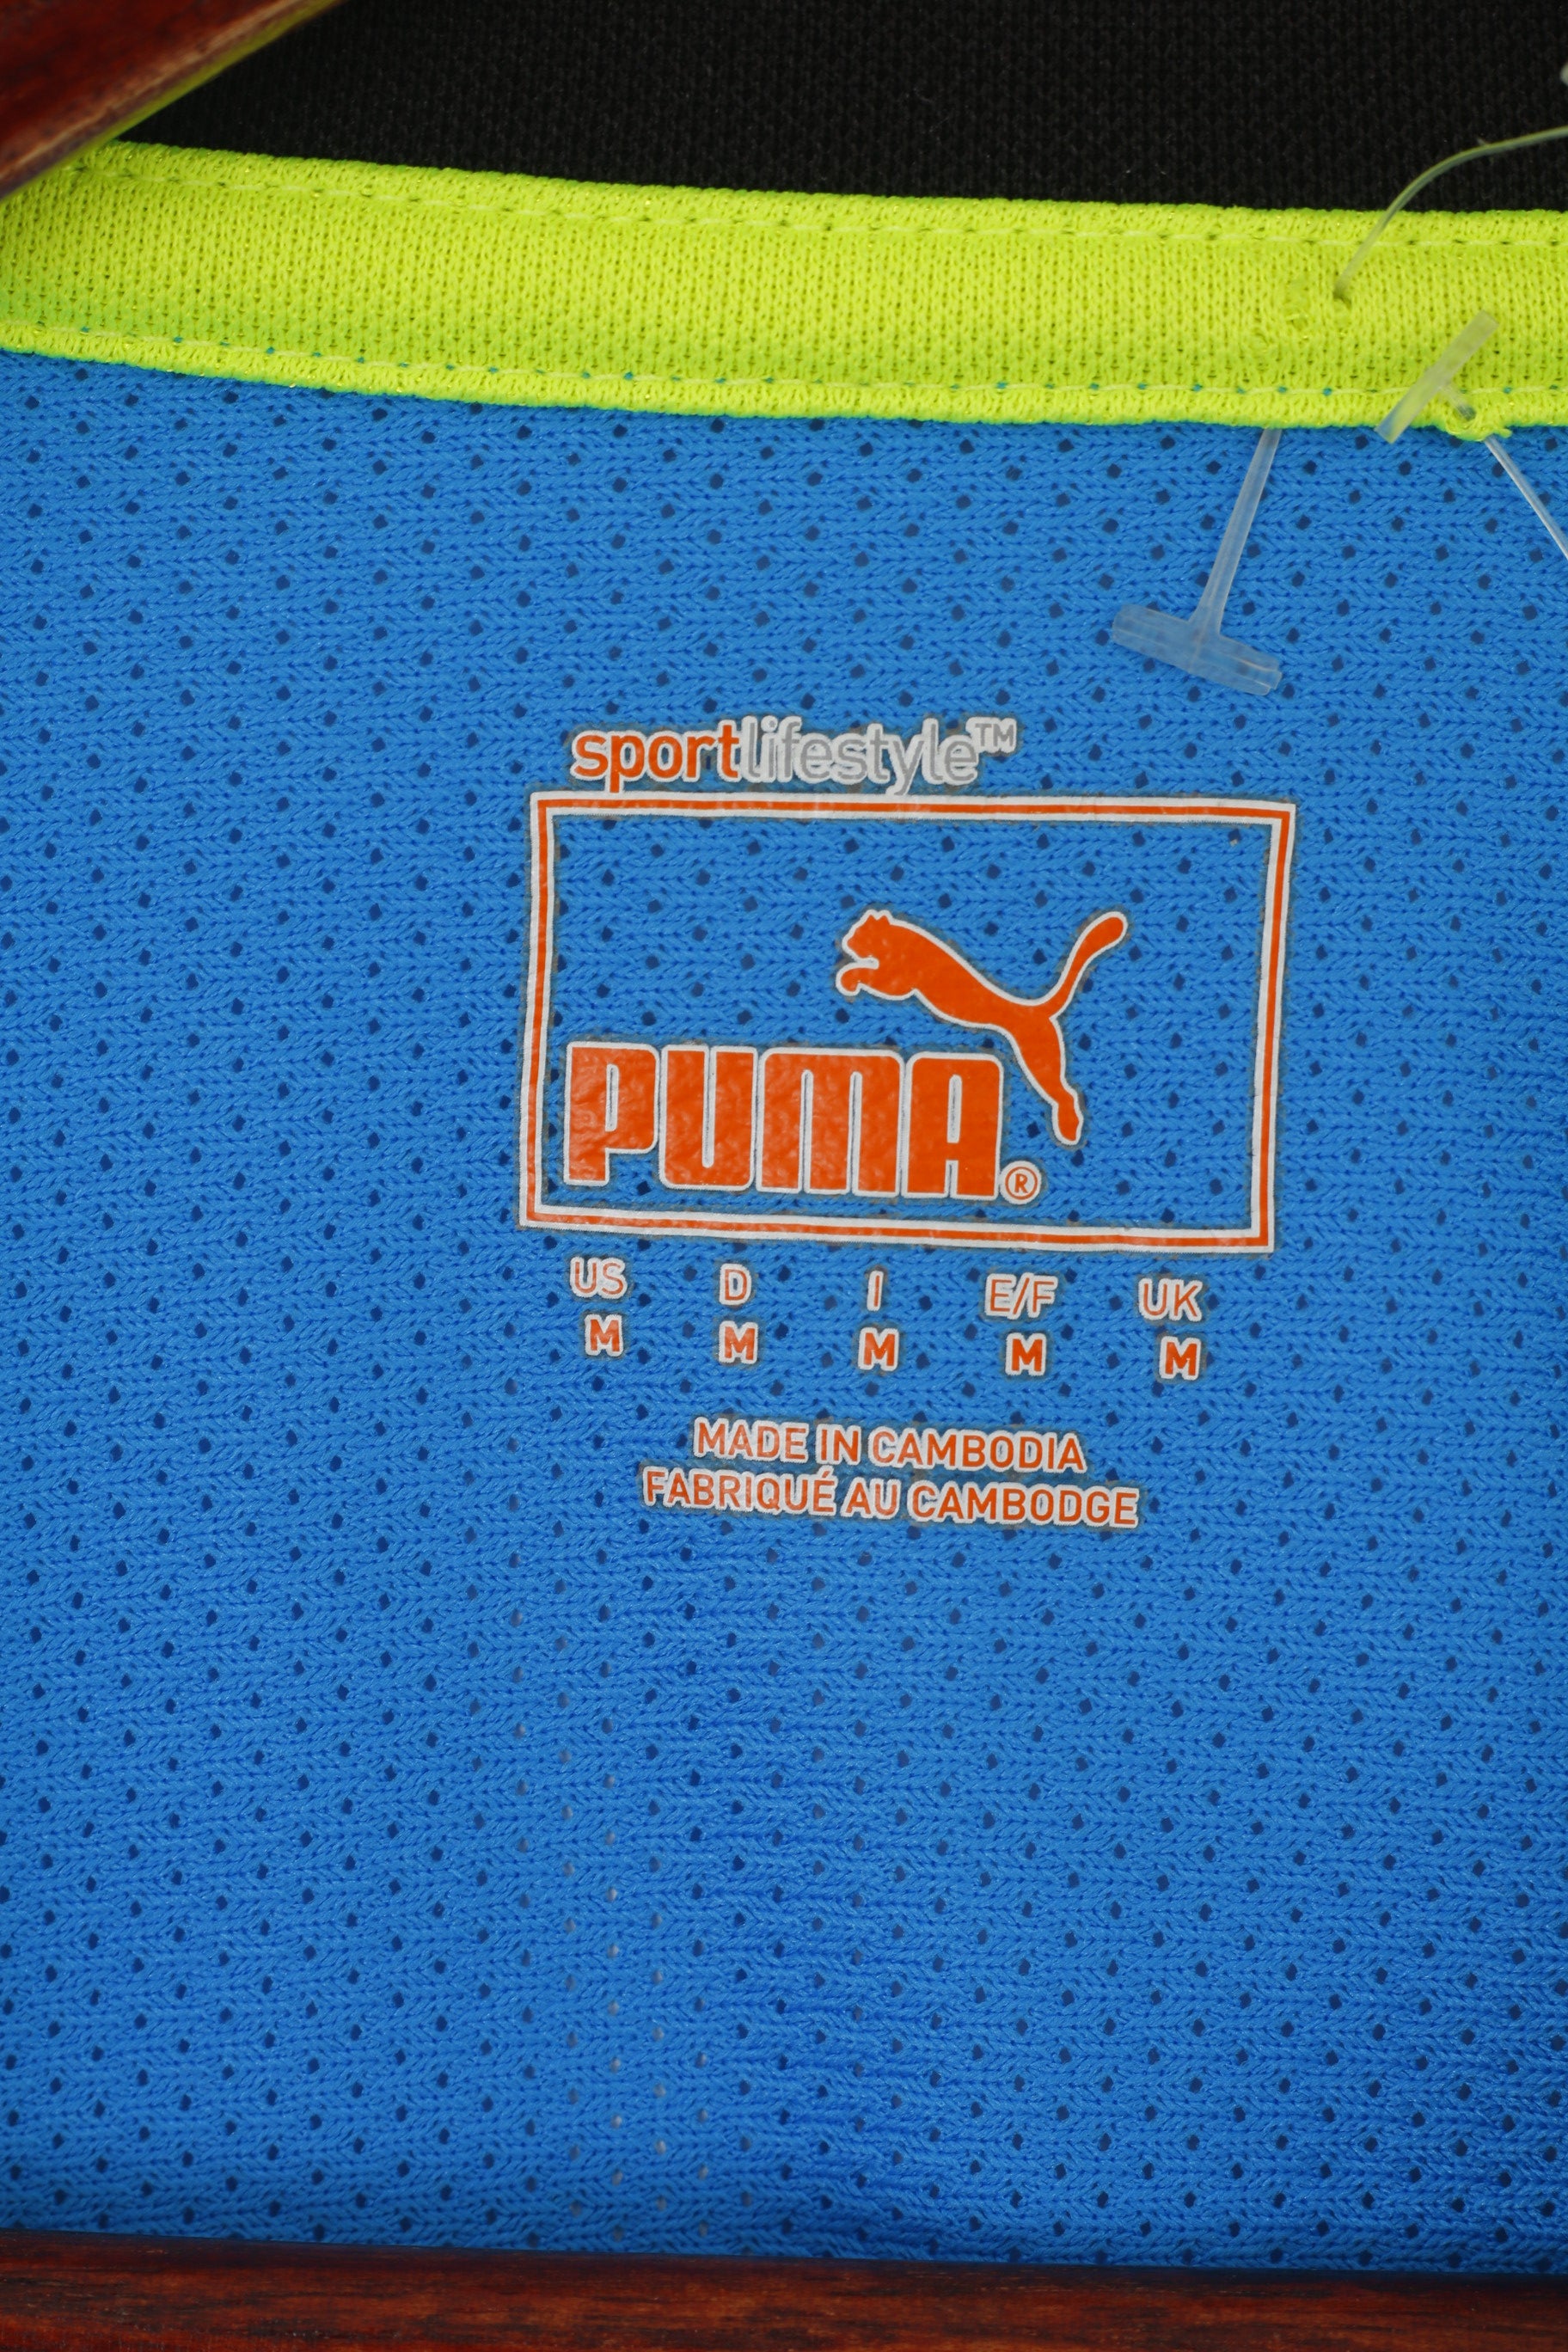 sportlifestyle™
PUMA®
US D I E/F UK
M M M M M
MADE IN CAMBODIA
FABRIQUÉ AU CAMBODGE